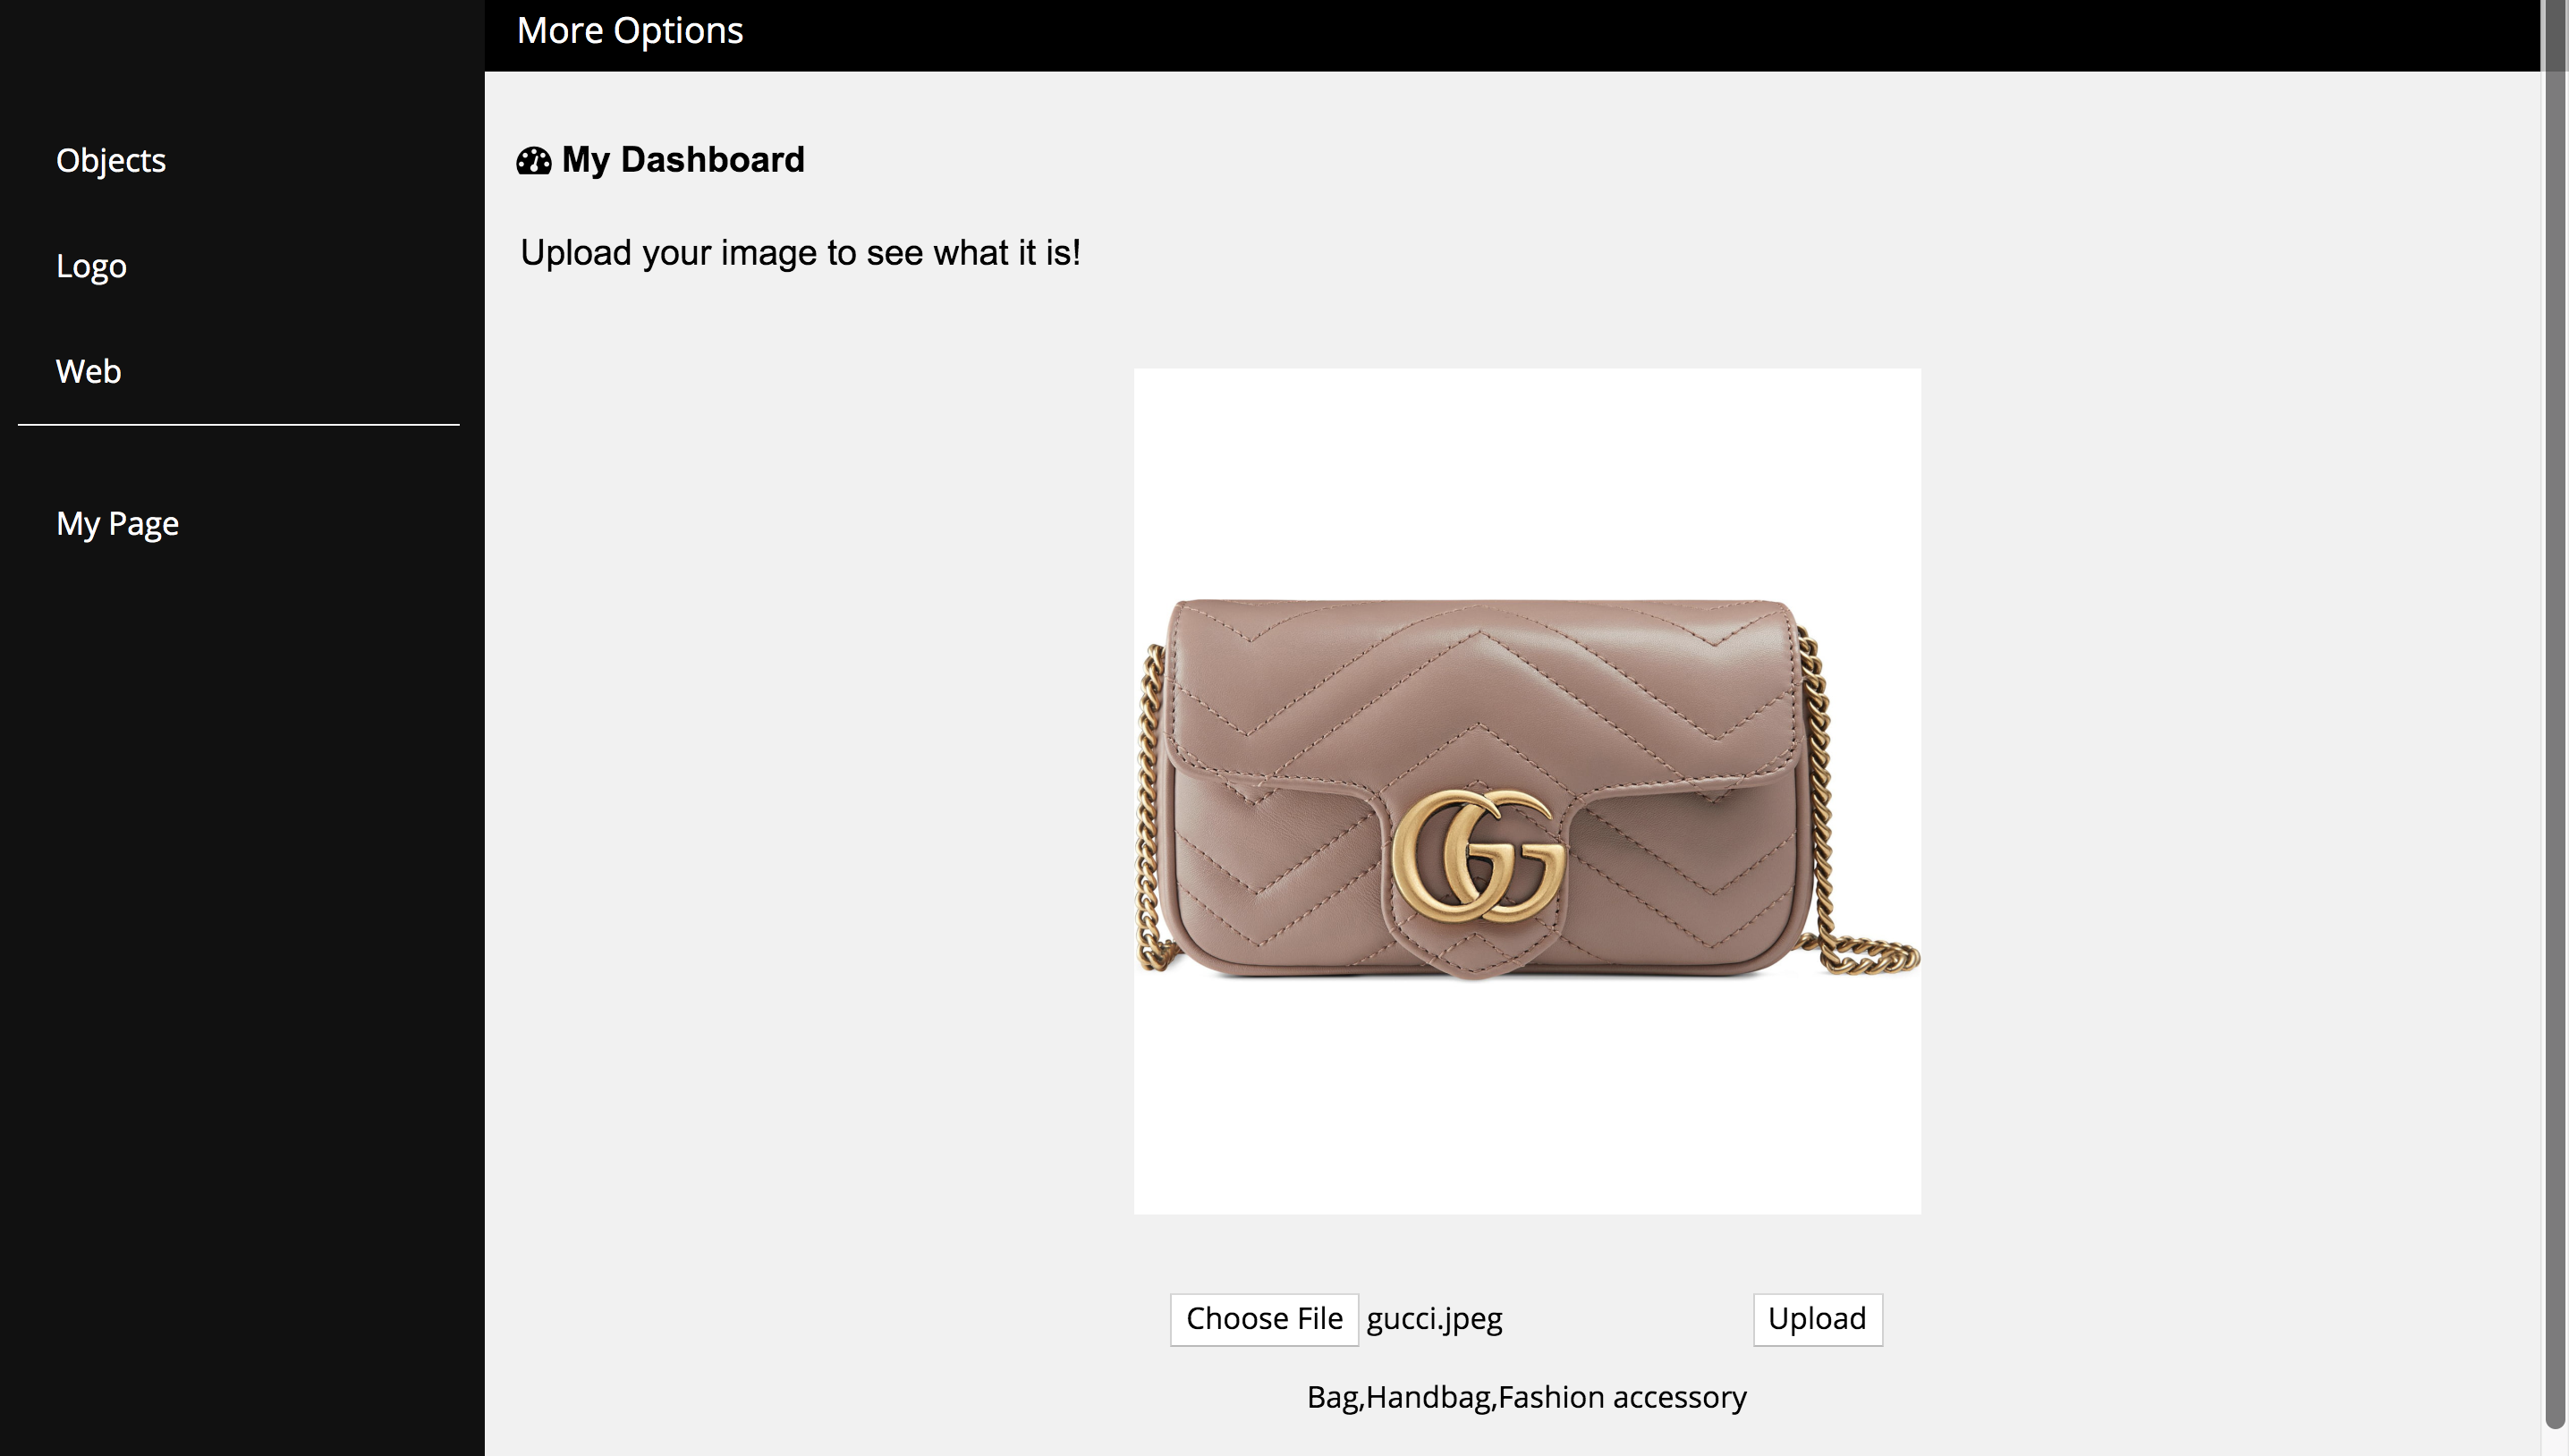 More Options
Objects
Logo
Web
My Page
My Dashboard
Upload your image to see what it is!
GG
Choose File gucci.jpeg Upload
Bag,Handbag,Fashion accessory